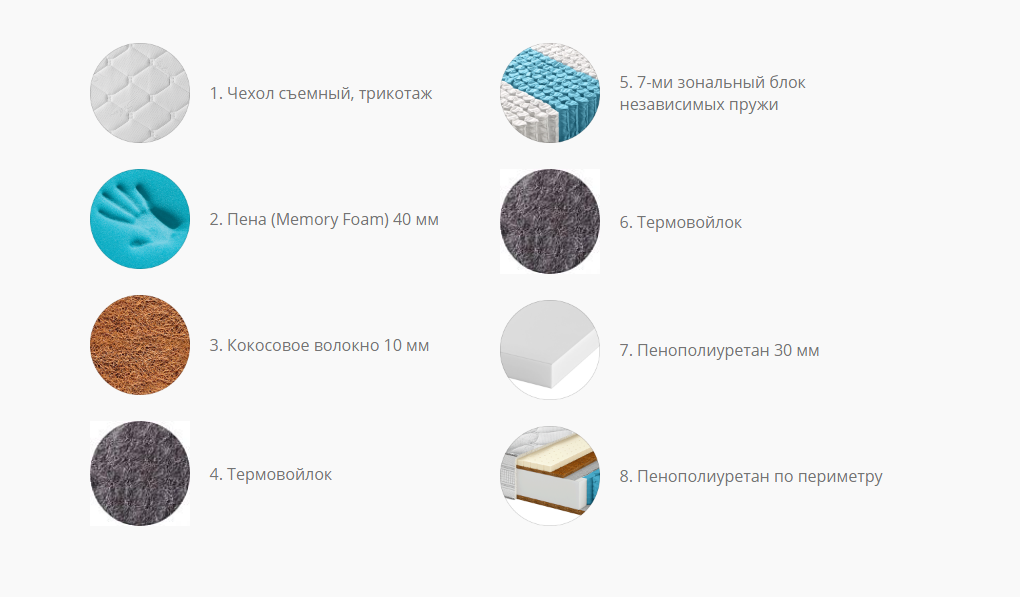 1. Чехол съемный, трикотаж
2. Пена (Memory Foam) 40 мм
3. Кокосовое волокно 10 мм
4. Термовойлок
5. 7-ми зональный блок
независимых пружи
6. Термовойлок
7. Пенополиуретан 30 мм
8. Пенополиуретан по периметру